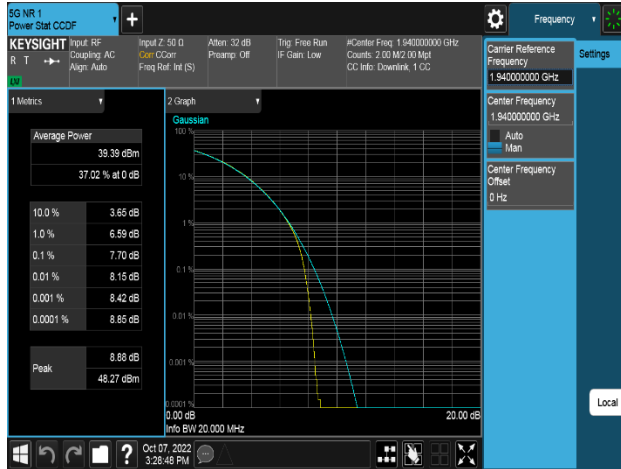 5G NR 1
Power Stat CCDF
Frequency
KEYSIGHT
R T
LXI
Input: RF
Coupling: AC
Align: Auto
Input Z: 50 Ω
Corr CCorr
Freq Ref: Int (S)
Atten: 32 dB
Preamp: Off
Trig: Free Run
IF Gain: Low
#Center Freq: 1.940000000 GHz
Counts: 2.00 M/2.00 Mpt
CC Info: Downlink, 1 CC
1 Metrics
Average Power
39.39 dBm
37.02 % at 0 dB
10.0 % 3.65 dB
1.0 % 6.59 dB
0.1 % 7.70 dB
0.01 % 8.15 dB
0.001 % 8.42 dB
0.0001 % 8.85 dB
Peak
8.88 dB
48.27 dBm
2 Graph
Gaussian
100 %
10 %
1 %
0.1 %
0.01 %
0.001 %
0.0001 %
0.00 dB 20.00 dB
Info BW 20.000 MHz
Carrier Reference
Frequency
1.940000000 GHz
Center Frequency
1.940000000 GHz
Auto
Man
Center Frequency
Offset
0 Hz
Settings
Local
?
Oct 07, 2022
3:28:48 PM